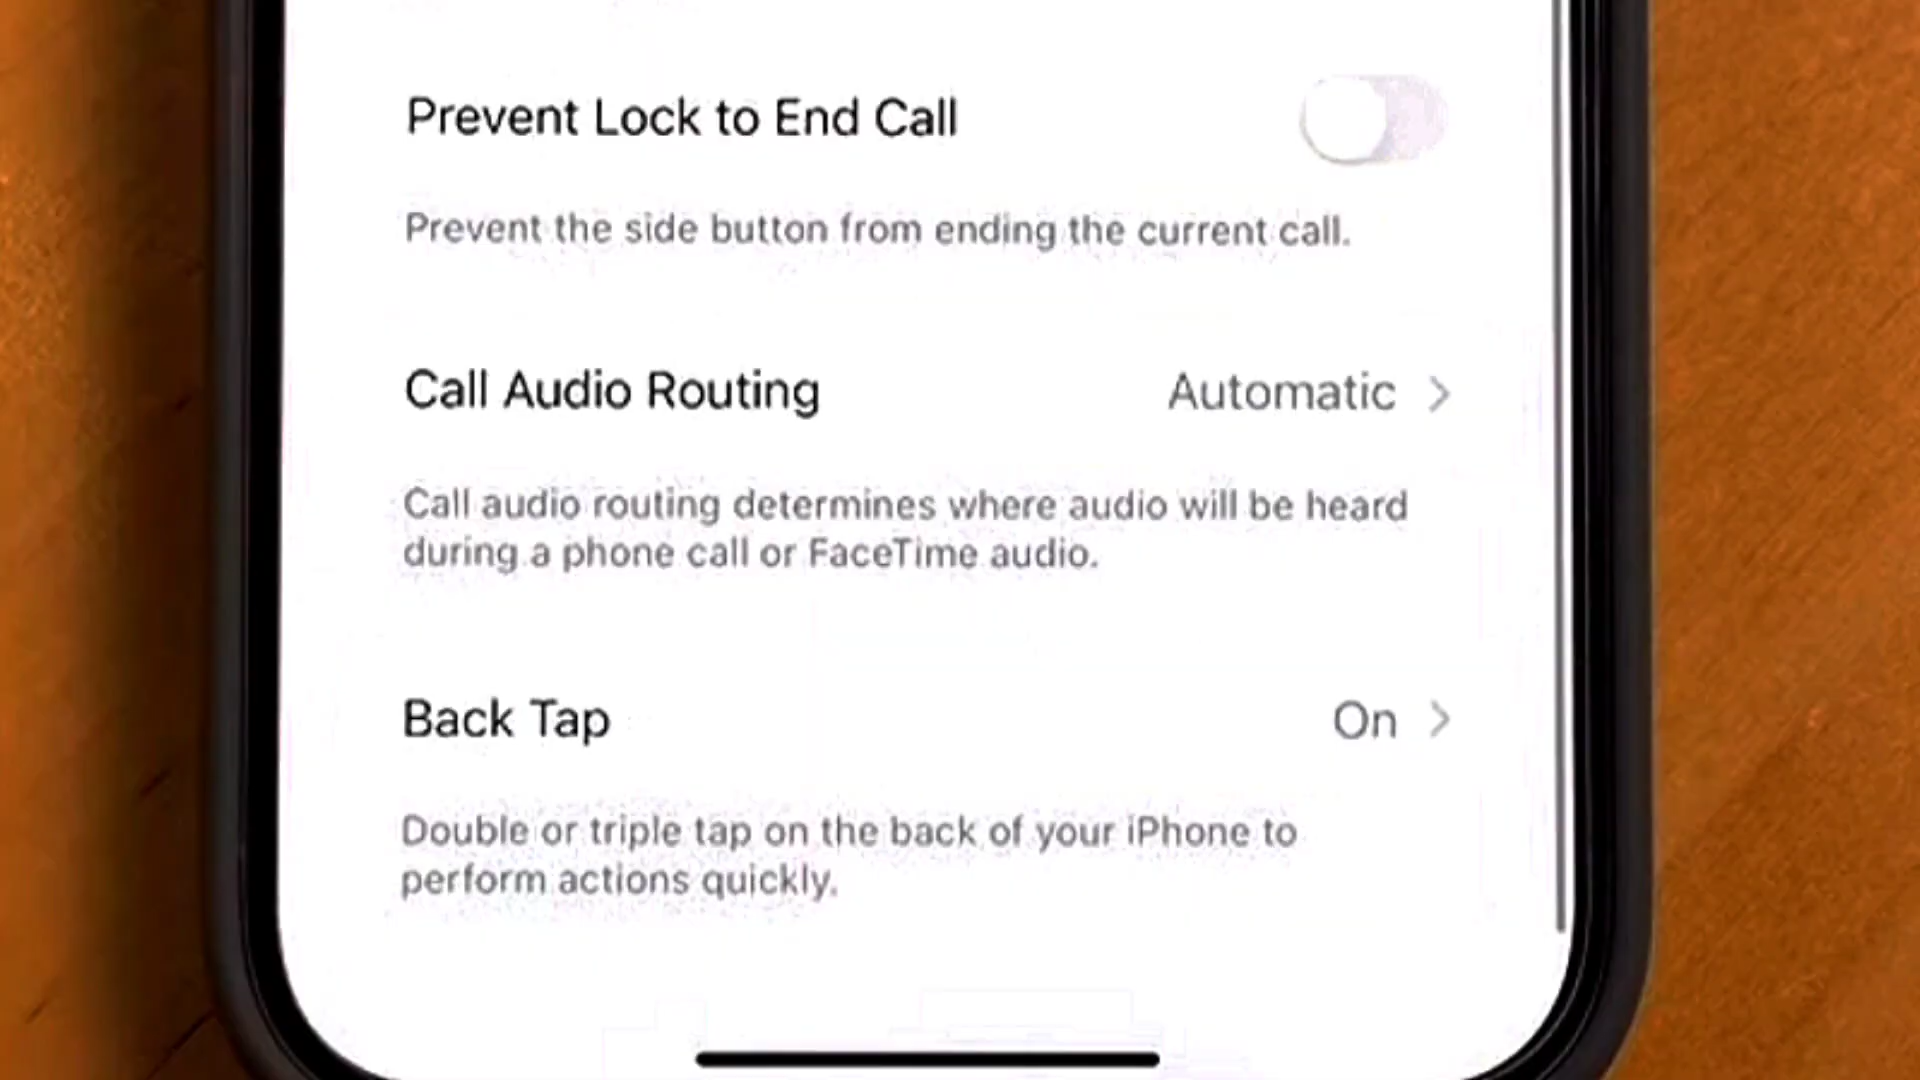 Prevent Lock to End Call
Prevent the side button from ending the current call.
Call Audio Routing Automatic
Call audio routing determines where audio will be heard
during a phone call or FaceTime audio.
Back Tap On
Double or triple tap on the back of your iPhone to
perform actions quickly.